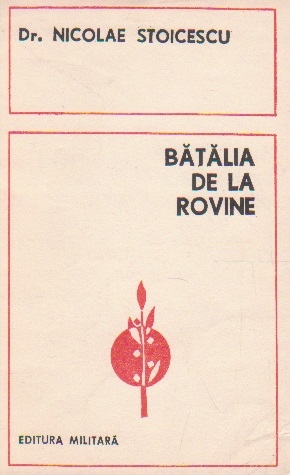 Dr. NICOLAE STOICESCU
BĂTĂLIA
DE LA
ROVINE
EDITURA MILITARĂ